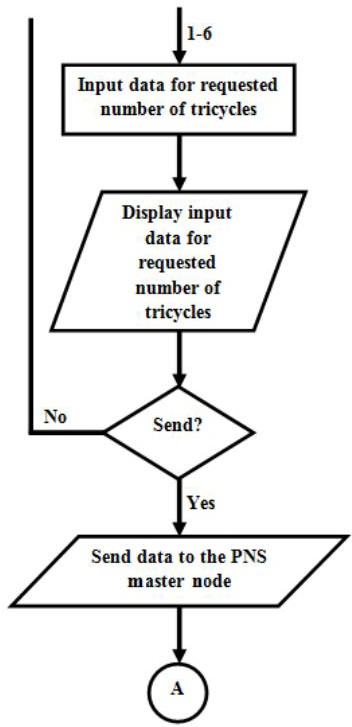 1-6
Input data for requested
number of tricycles
Display input
data for
requested
number of
tricycles
Send?
No
Yes
Send data to the PNS
master node
A